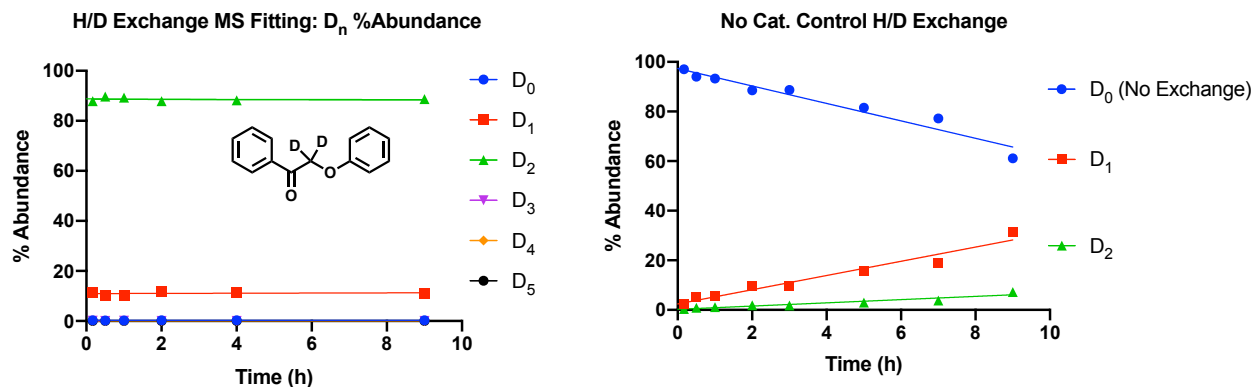 H/D Exchange MS Fitting: Dn %Abundance
% Abundance
100
80
60
40
20
0
0
2
4
6
8
10
Time (h)
D
D
O
O
D0
D1
D2
D3
D4
D5
No Cat. Control H/D Exchange
% Abundance
100
80
60
40
20
0
0
2
4
6
8
10
Time (h)
D0 (No Exchange)
D1
D2